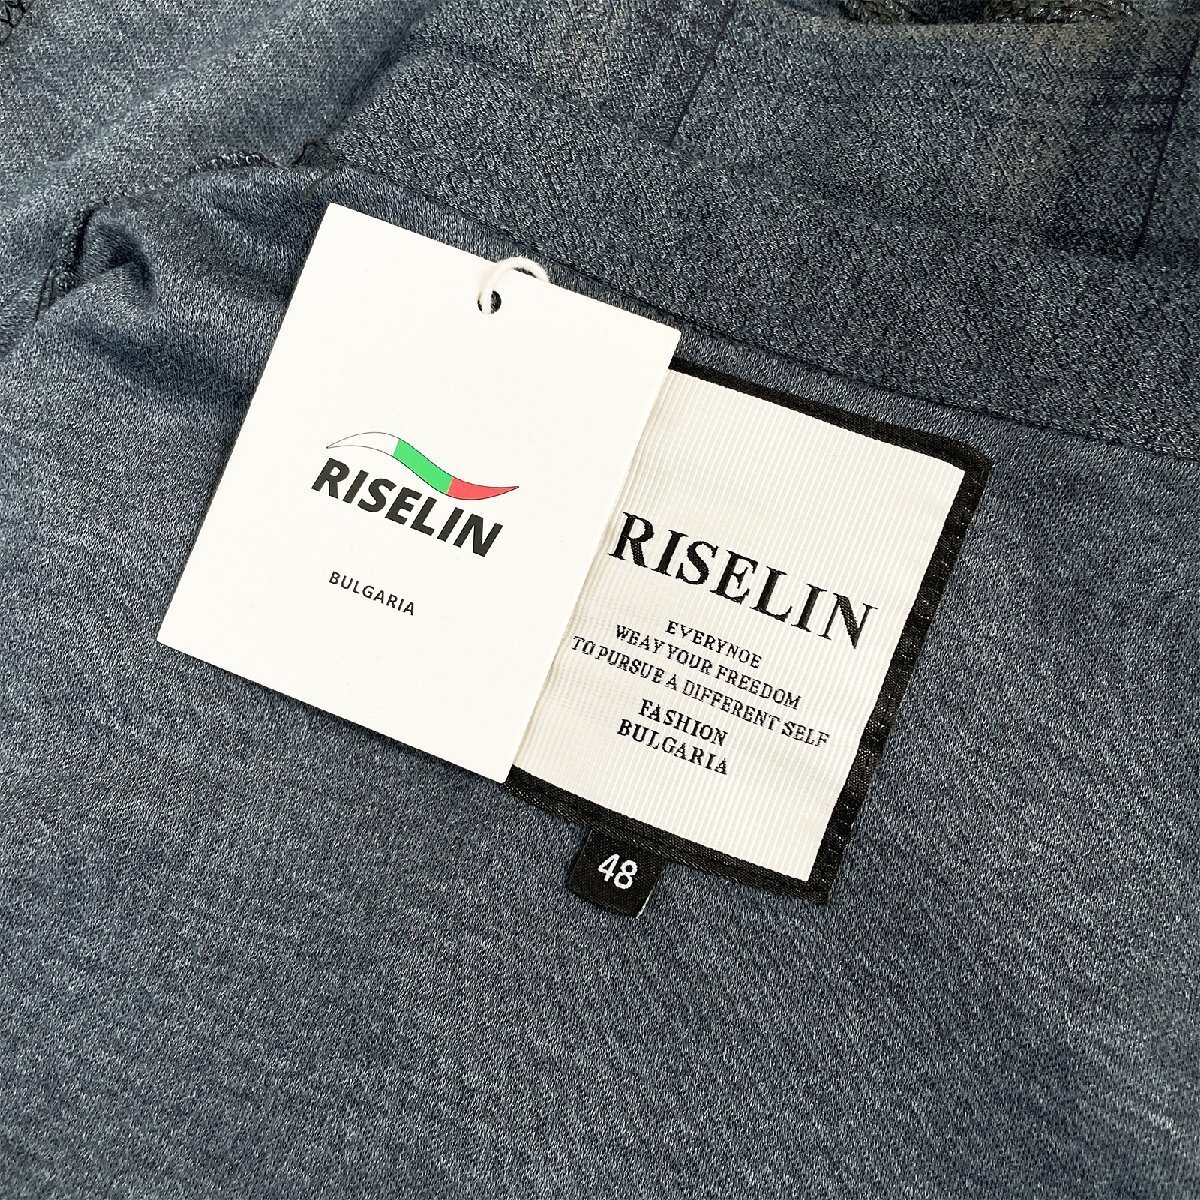 RISELIN
BULGARIA
RISELIN
EVERYNOE
WEAY YOUR FREEDOM
TO PURSUE A DIFFERENT SELF
FASHION
BULGARIA
48